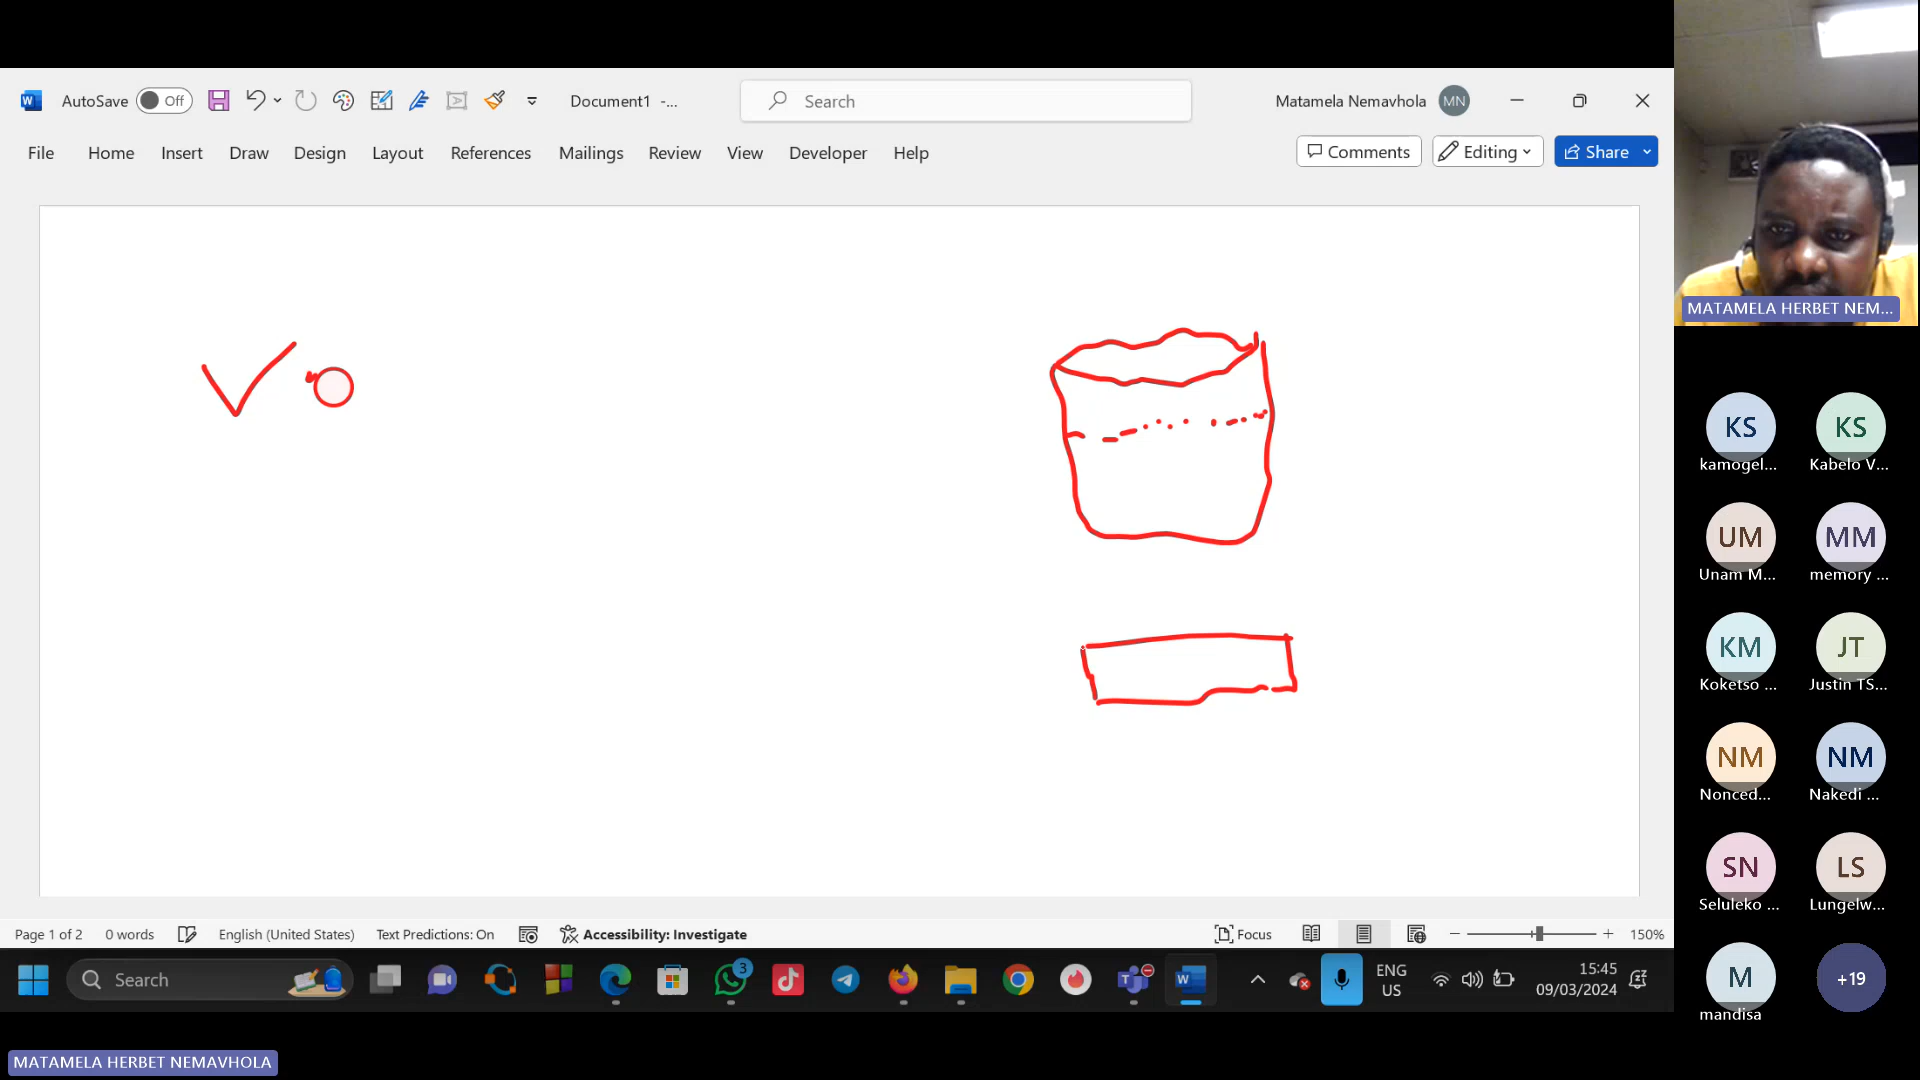 AutoSave Off Document1 -... Search Matamela Nemavhola MN
File Home Insert Draw Design Layout References Mailings Review View Developer Help Comments Editing Share
MATAMELA HERBET NEM...
KS KS
kamogel... Kabelo V...
UM MM
Unam M... memory ...
KM JT
Koketso ... Justin TS...
NM NM
Nonced... Nakedi ...
SN LS
Seluleko ... Lungelw...
M +19
mandisa
Page 1 of 2 0 words English (United States) Text Predictions: On Accessibility: Investigate Focus 150%
Search 3 ENG
US 15:45
09/03/2024
MATAMELA HERBET NEMAVHOLA